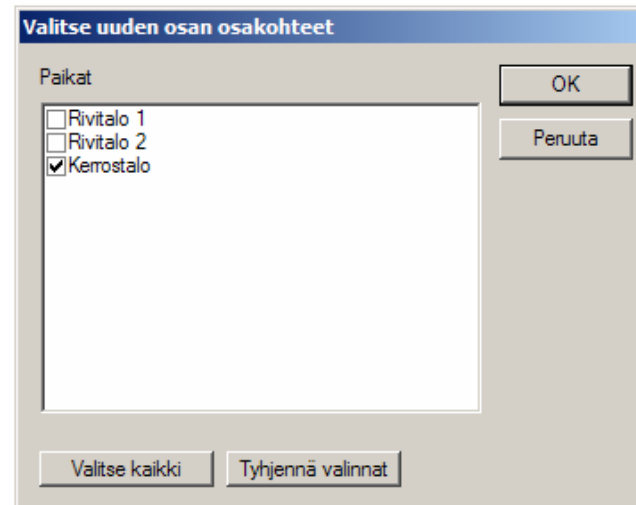 Valitse uuden osan osakohteet
Paikat
OK
Rivitalo 1
Rivitalo 2
Kerrostalo
Peruuta
Valitse kaikki
Tyhjennä valinnat